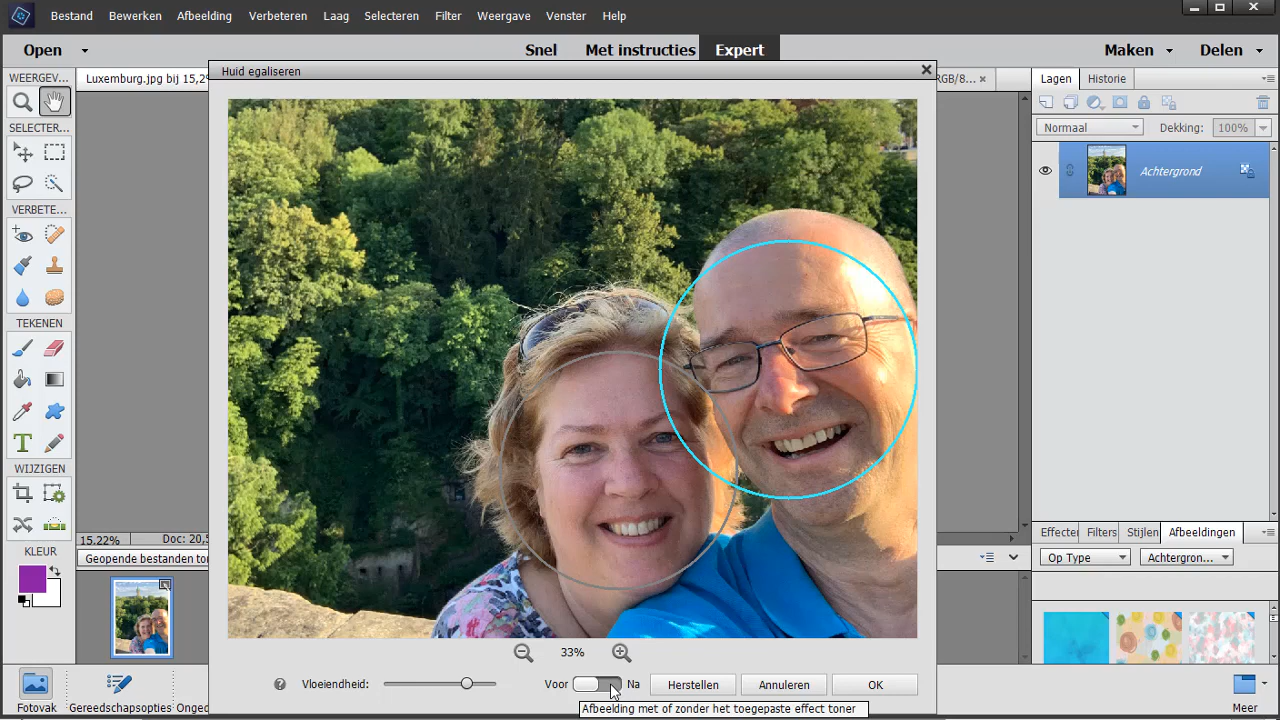 Bestand Bewerken Afbeelding Verbeteren Laag Selecteren Filter Weergave Venster Help
Open Snel Met instructies Expert Maken Delen
WEERGEV...
Luxemburg.jpg bij 15,2%
RGB/8...
Huid egaliseren
Lagen Historie
Normaal Dekking: 100%
Achtergrond
SELECTER...
VERBETE...
TEKENEN
T
WIJZIGEN
KLEUR
15.22% Doc: 20,5
Geopende bestanden to
Effecten Filters Stijlen Afbeeldingen
Op Type Achtergron...
33%
Vloeiendheid: Voor Na Herstellen Annuleren OK
Afbeelding met of zonder het toegepaste effect toner
Fotovak Gereedschapsopties Onged
Meer